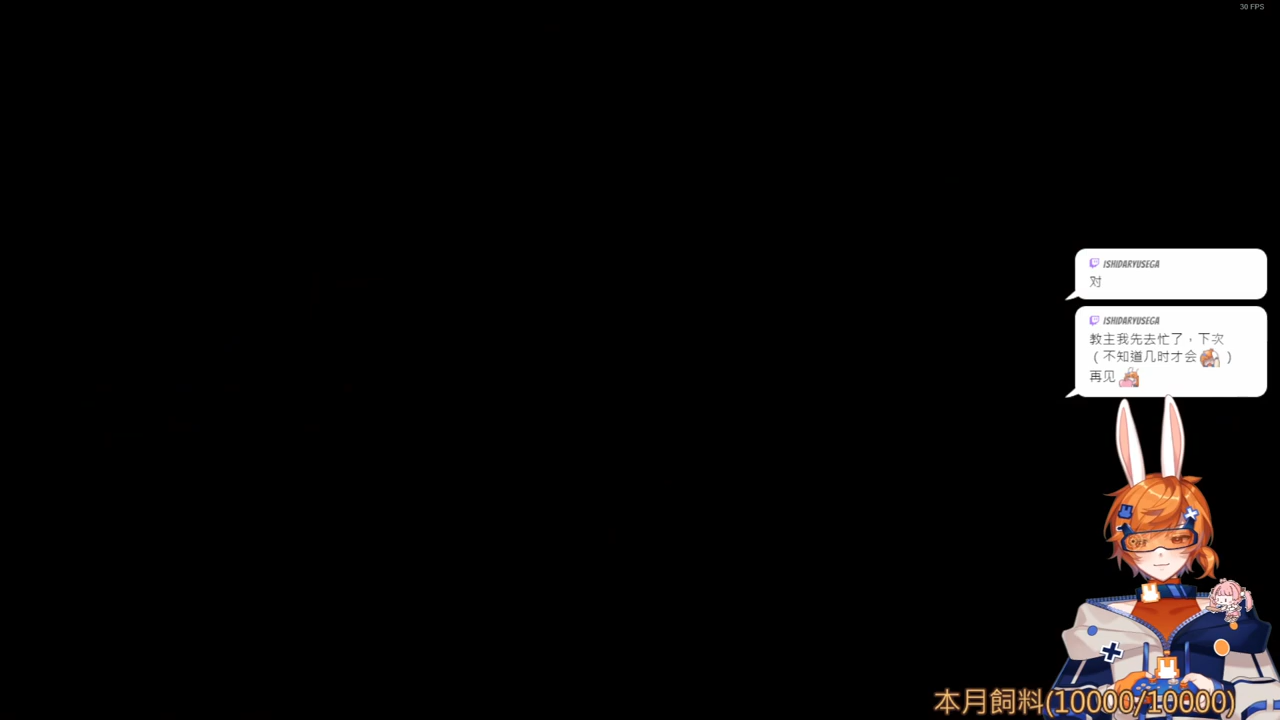 30 FPS
ISHIDARYUSEGA
对
ISHIDARYUSEGA
教主我先去忙了，下次
（不知道几时才会）
再见
本月飼料(10000/10000)